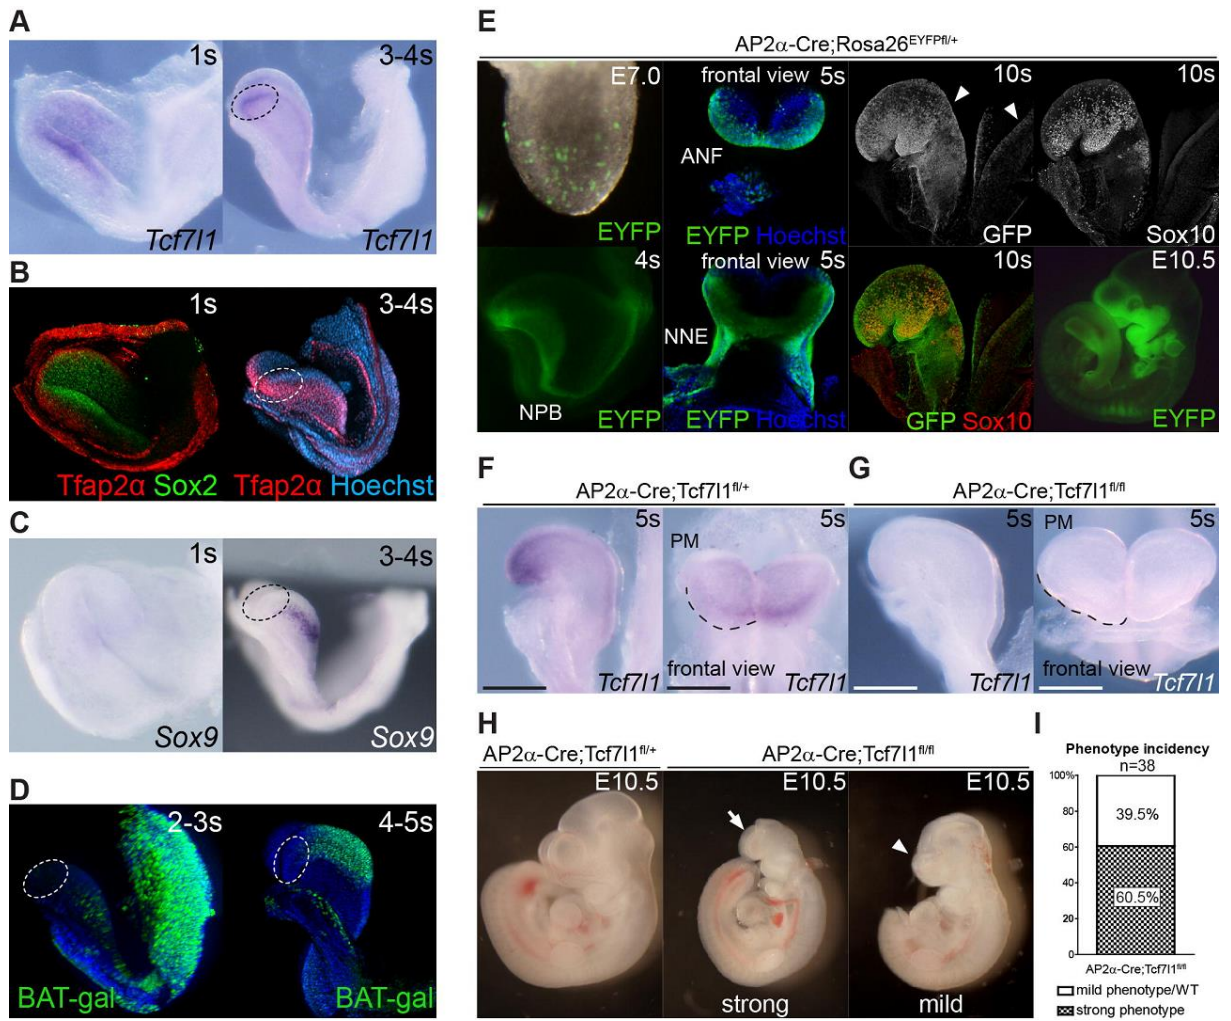 A
1s
3-4s
Tcf7l1
Tcf7l1
B
1s
3-4s
Tfap2α Sox2
Tfap2α Hoechst
C
1s
3-4s
Sox9
Sox9
D
2-3s
4-5s
BAT-gal
BAT-gal
E
AP2α-Cre;Rosa26EYFPfl/+
E7.0
frontal view
5s
10s
10s
ANF
EYFP
EYFP Hoechst
GFP
Sox10
4s
frontal view
5s
10s
E10.5
NNE
NPB
EYFP
EYFP Hoechst
GFP Sox10
EYFP
F
AP2α-Cre;Tcf7l1fl/+
5s
PM
5s
Tcf7l1
frontal view
Tcf7l1
G
AP2α-Cre;Tcf7l1fl/fl
5s
PM
5s
Tcf7l1
frontal view
Tcf7l1
H
AP2α-Cre;Tcf7l1fl/+
AP2α-Cre;Tcf7l1fl/fl
E10.5
E10.5
E10.5
strong
mild
I
Phenotype incidency
n=38
100%
80
60
40
20
0
39.5%
60.5%
AP2α-Cre;Tcf7l1fl/fl
mild phenotype/WT
strong phenotype